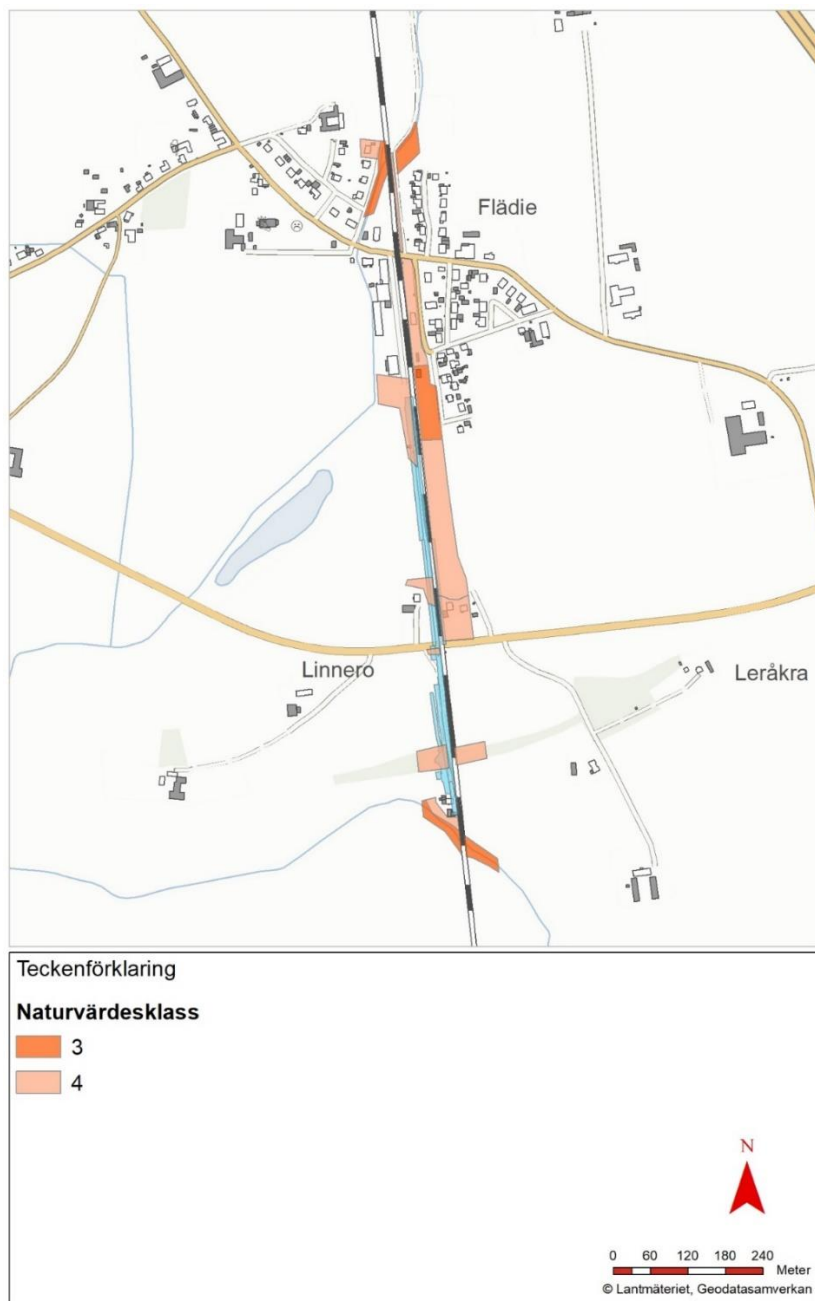 Flädie
Linnero
Leråkra
Teckenförklaring
Naturvärdesklass
3
4
N
0 60 120 180 240
Meter
© Lantmäteriet, Geodatasamverkan